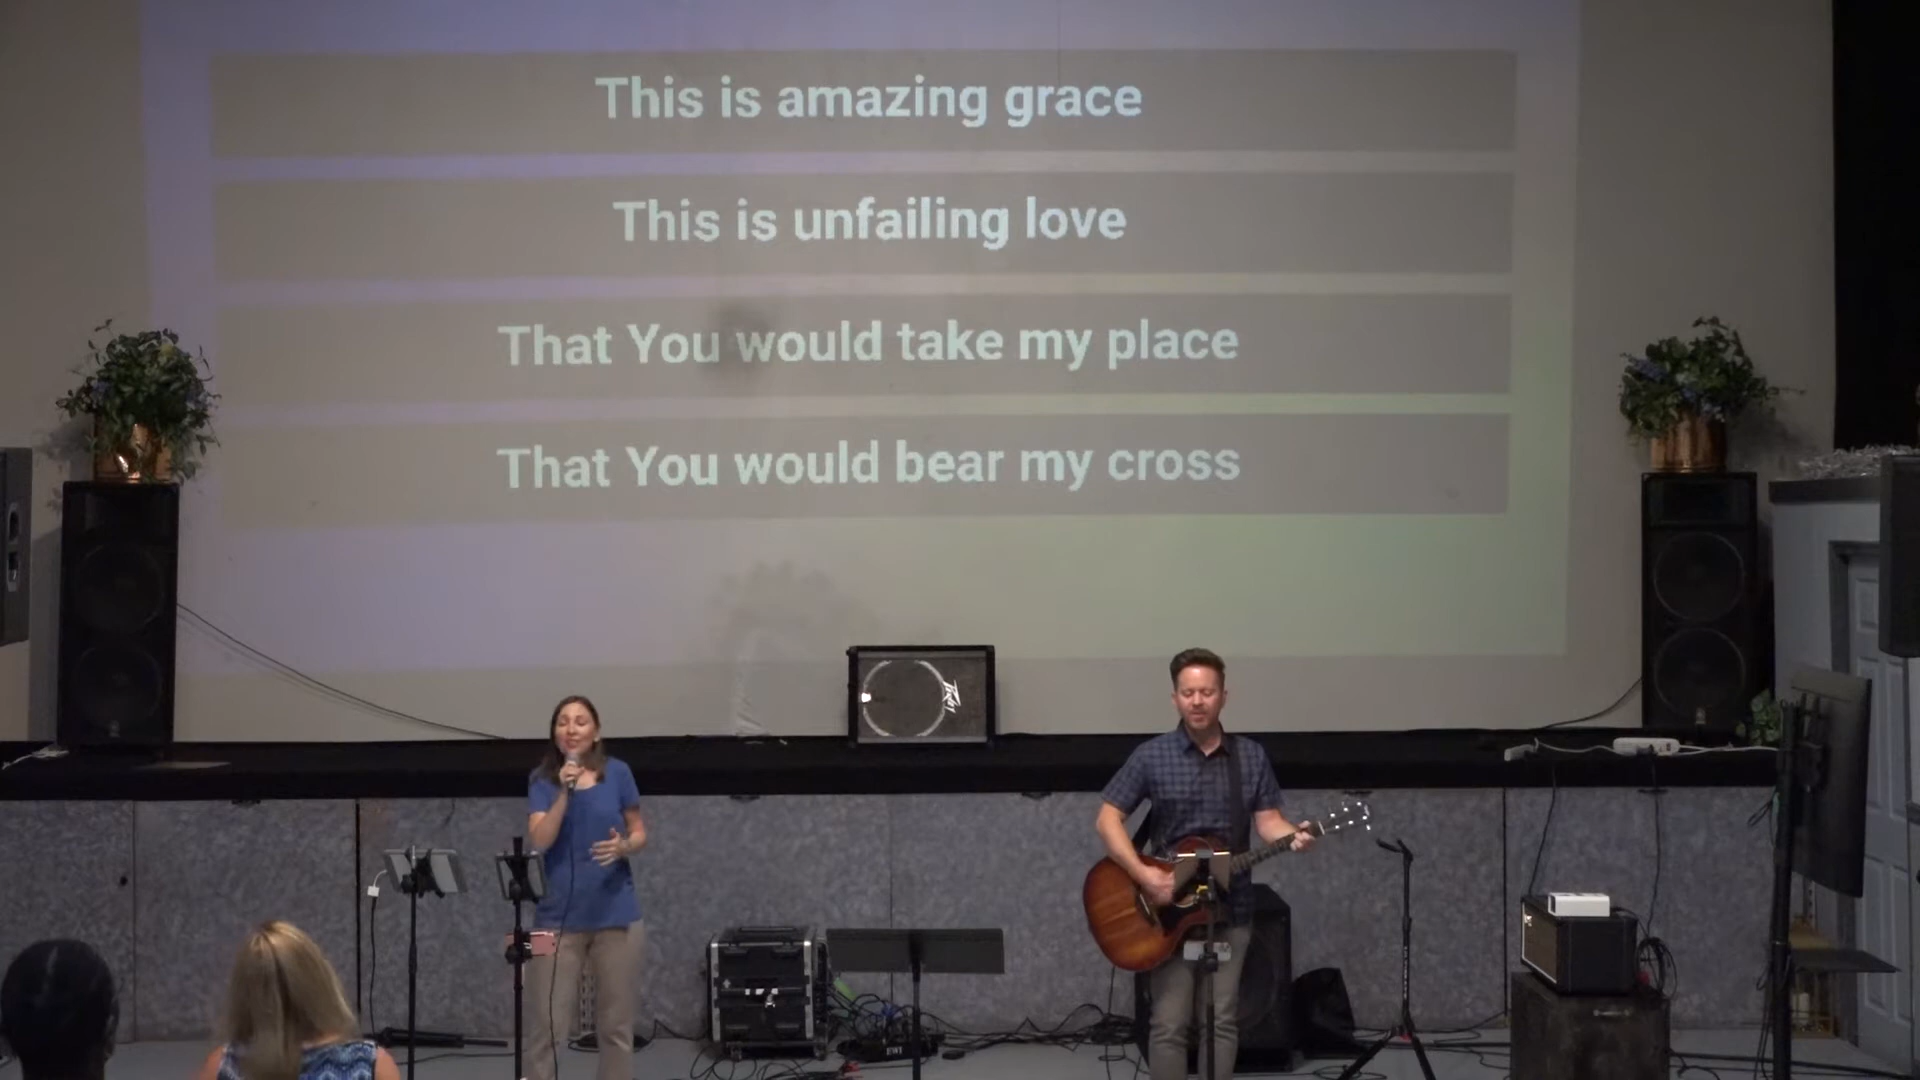 This is amazing grace
This is unfailing love
That You would take my place
That You would bear my cross
Peavey